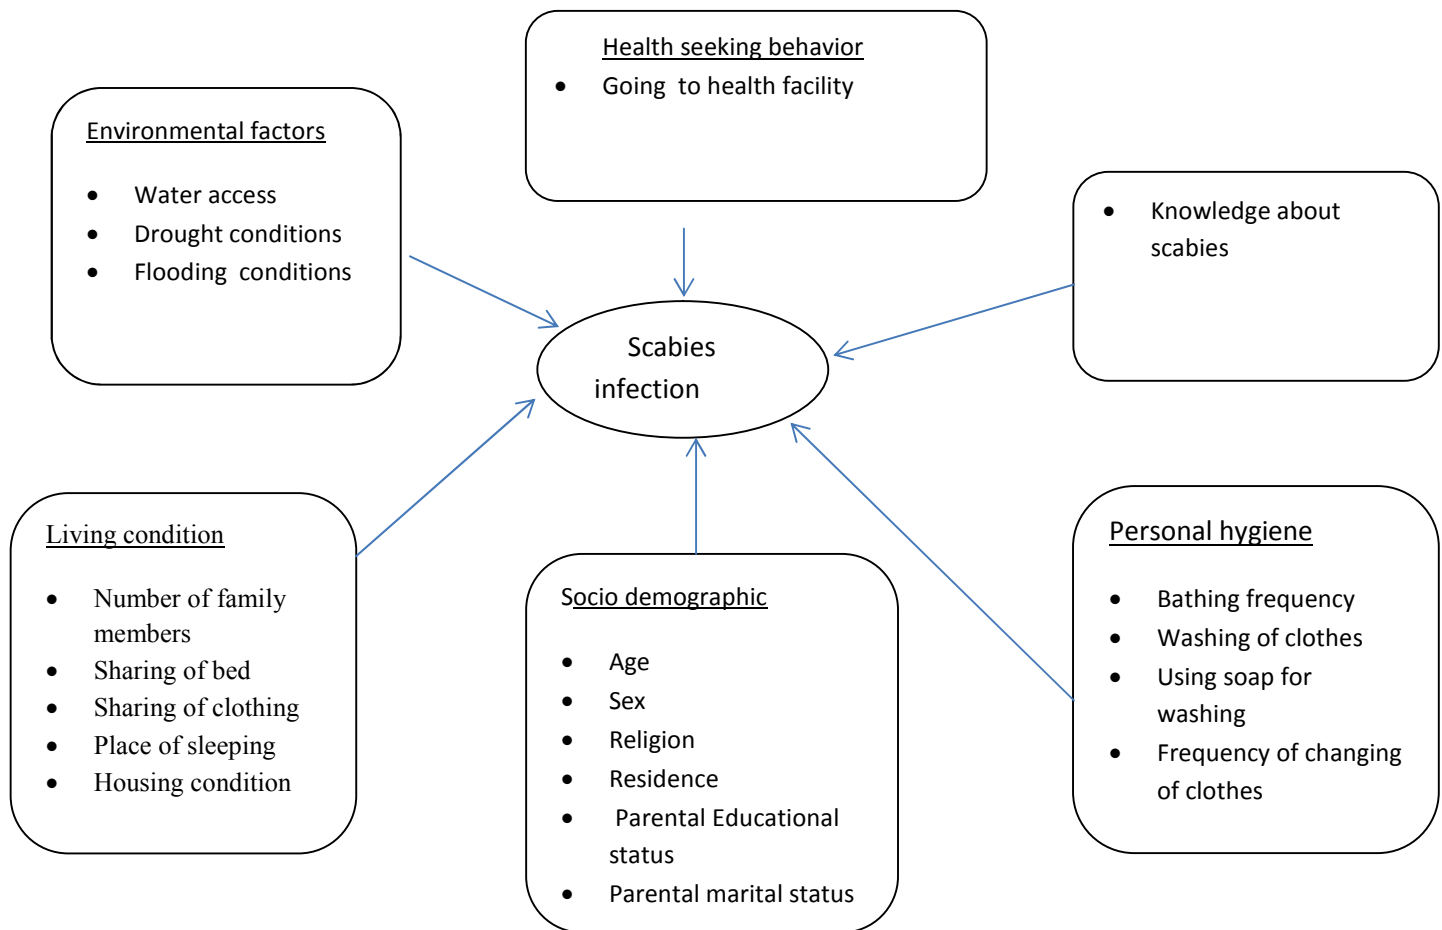 Health seeking behavior
• Going to health facility
Environmental factors
• Water access
• Drought conditions
• Flooding conditions
• Knowledge about
scabies
Scabies
infection
Living condition
• Number of family
members
• Sharing of bed
• Sharing of clothing
• Place of sleeping
• Housing condition
Socio demographic
• Age
• Sex
• Religion
• Residence
• Parental Educational
status
• Parental marital status
Personal hygiene
• Bathing frequency
• Washing of clothes
• Using soap for
washing
• Frequency of changing
of clothes